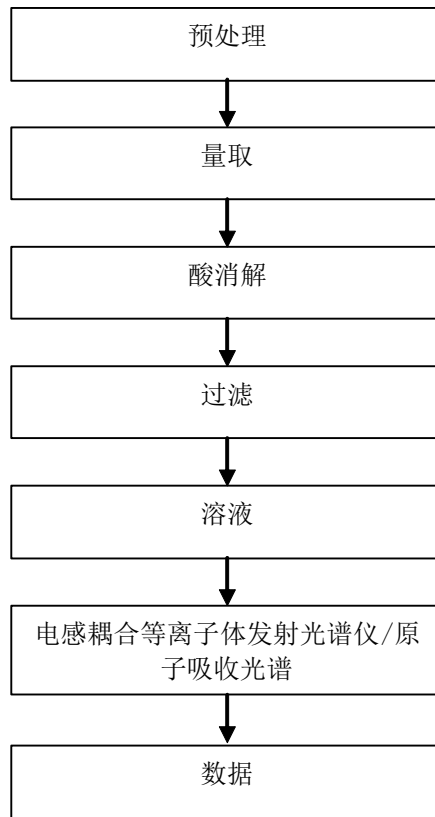 预处理
量取
酸消解
过滤
溶液
电感耦合等离子体发射光谱仪/原
子吸收光谱
数据